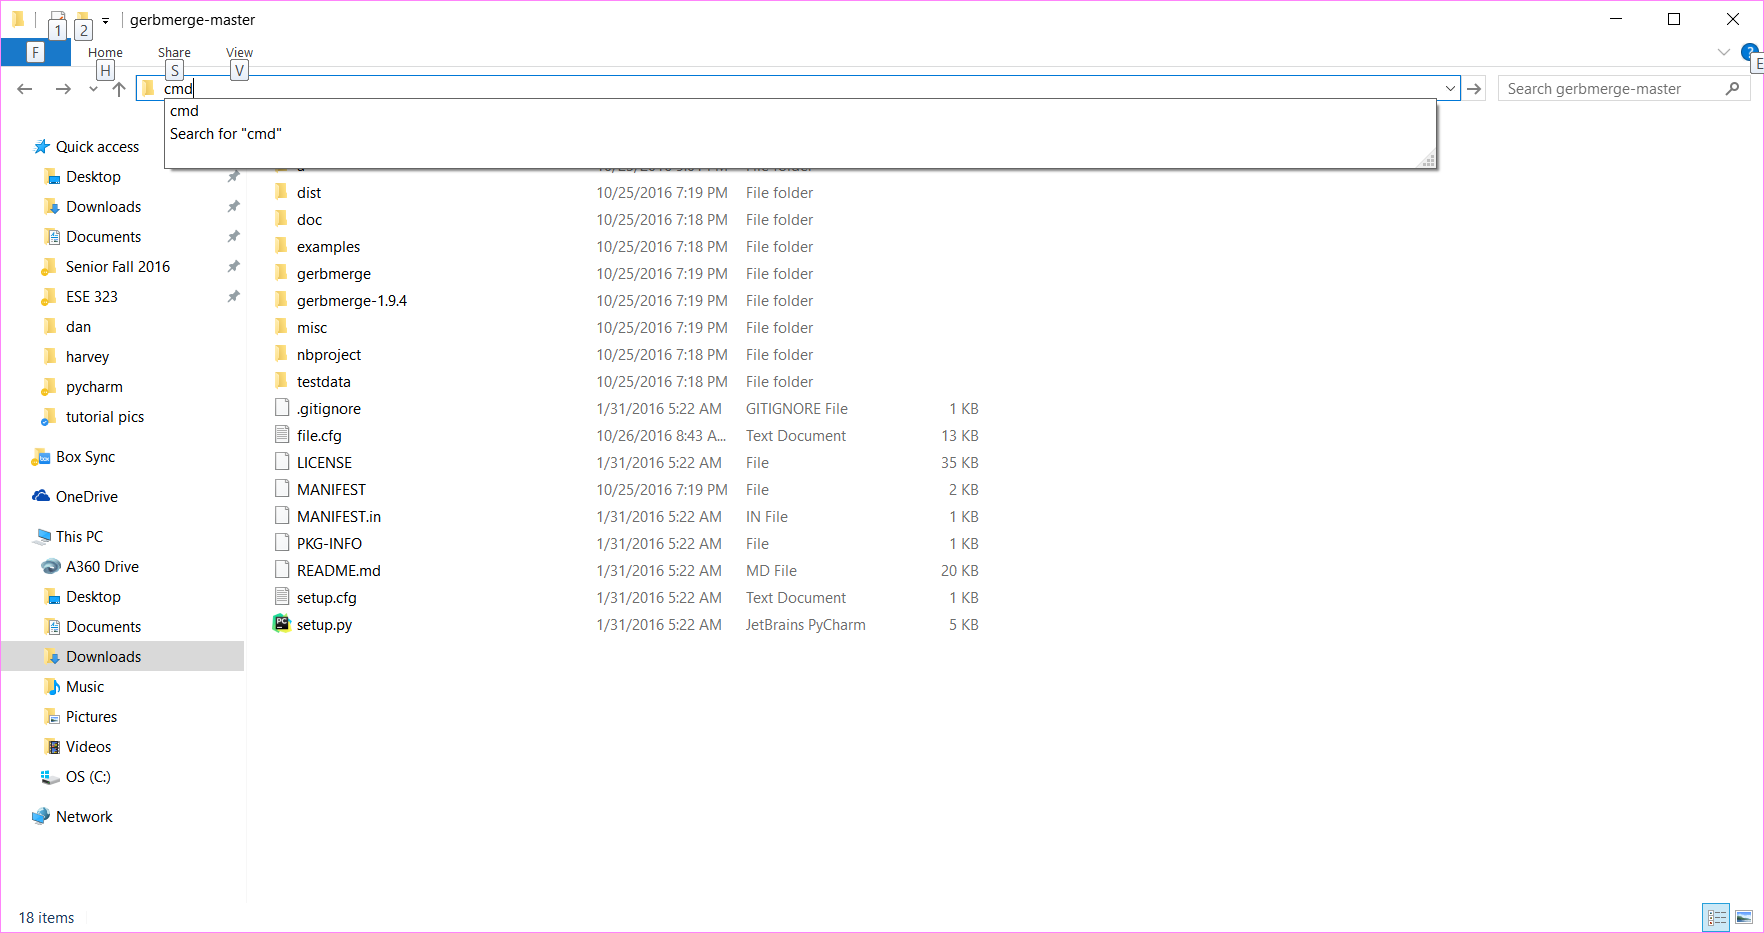 1 2 gerbmerge-master
F Home Share View
H S V E
cmd Search gerbmerge-master
cmd
Search for "cmd"
Quick access
Desktop
Downloads
Documents
Senior Fall 2016
ESE 323
dan
harvey
pycharm
tutorial pics
Box Sync
OneDrive
This PC
A360 Drive
Desktop
Documents
Downloads
Music
Pictures
Videos
OS (C:)
Network
dist 10/25/2016 7:19 PM File folder
doc 10/25/2016 7:18 PM File folder
examples 10/25/2016 7:18 PM File folder
gerbmerge 10/25/2016 7:19 PM File folder
gerbmerge-1.9.4 10/25/2016 7:19 PM File folder
misc 10/25/2016 7:19 PM File folder
nbproject 10/25/2016 7:18 PM File folder
testdata 10/25/2016 7:18 PM File folder
.gitignore 1/31/2016 5:22 AM GITIGNORE File 1 KB
file.cfg 10/26/2016 8:43 A... Text Document 13 KB
LICENSE 1/31/2016 5:22 AM File 35 KB
MANIFEST 10/25/2016 7:19 PM File 2 KB
MANIFEST.in 1/31/2016 5:22 AM IN File 1 KB
PKG-INFO 1/31/2016 5:22 AM File 1 KB
README.md 1/31/2016 5:22 AM MD File 20 KB
setup.cfg 1/31/2016 5:22 AM Text Document 1 KB
setup.py 1/31/2016 5:22 AM JetBrains PyCharm 5 KB
18 items